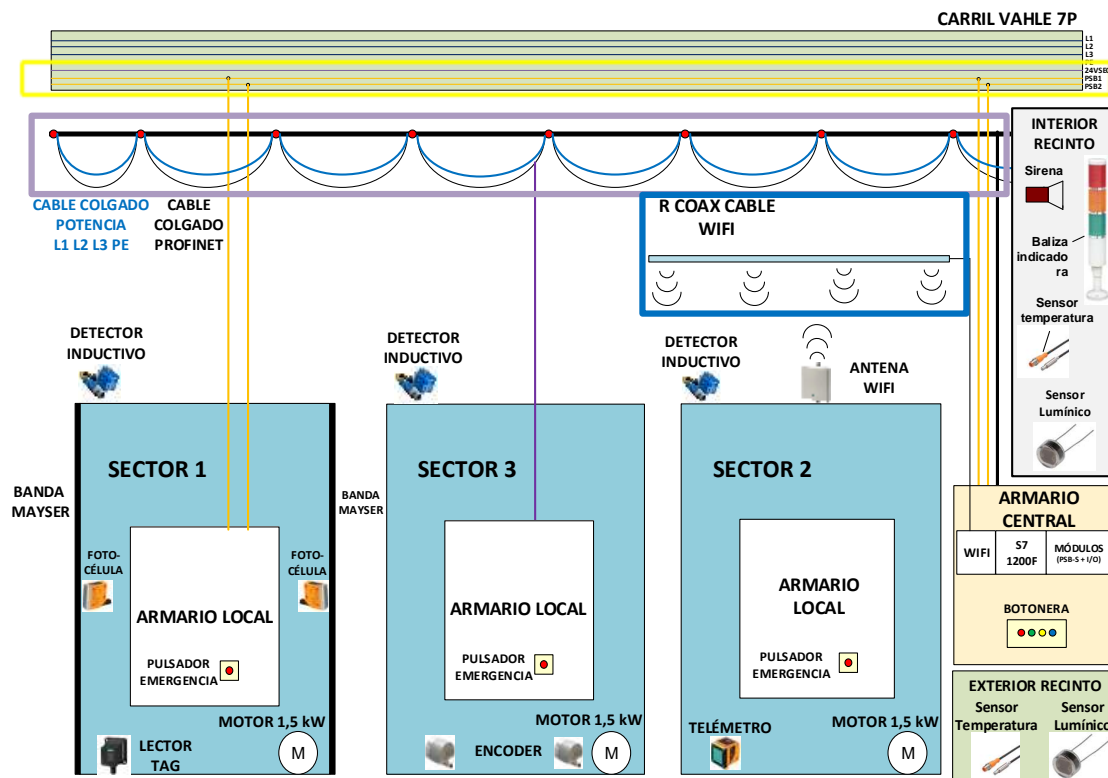 CARRIL VAHLE 7P
L1
L2
L3
PE
24VSB
PSB1
PSB2
INTERIOR
RECINTO
Sirena
Baliza
indicado
ra
Sensor
temperatura
Sensor
Lumínico
CABLE COLGADO
POTENCIA
L1 L2 L3 PE
CABLE
COLGADO
PROFINET
R COAX CABLE
WIFI
DETECTOR
INDUCTIVO
DETECTOR
INDUCTIVO
DETECTOR
INDUCTIVO
ANTENA
WIFI
SECTOR 1
SECTOR 3
SECTOR 2
BANDA
MAYSER
BANDA
MAYSER
FOTO-
CÉLULA
FOTO-
CÉLULA
ARMARIO LOCAL
ARMARIO LOCAL
ARMARIO
LOCAL
PULSADOR
EMERGENCIA
PULSADOR
EMERGENCIA
PULSADOR
EMERGENCIA
MOTOR 1,5 kW
M
LECTOR
TAG
MOTOR 1,5 kW
M
ENCODER
TELÉMETRO
MOTOR 1,5 kW
M
ARMARIO
CENTRAL
WIFI
S7
1200F
MÓDULOS
(PSB-S + I/O)
BOTONERA
EXTERIOR RECINTO
Sensor
Temperatura
Sensor
Lumínico